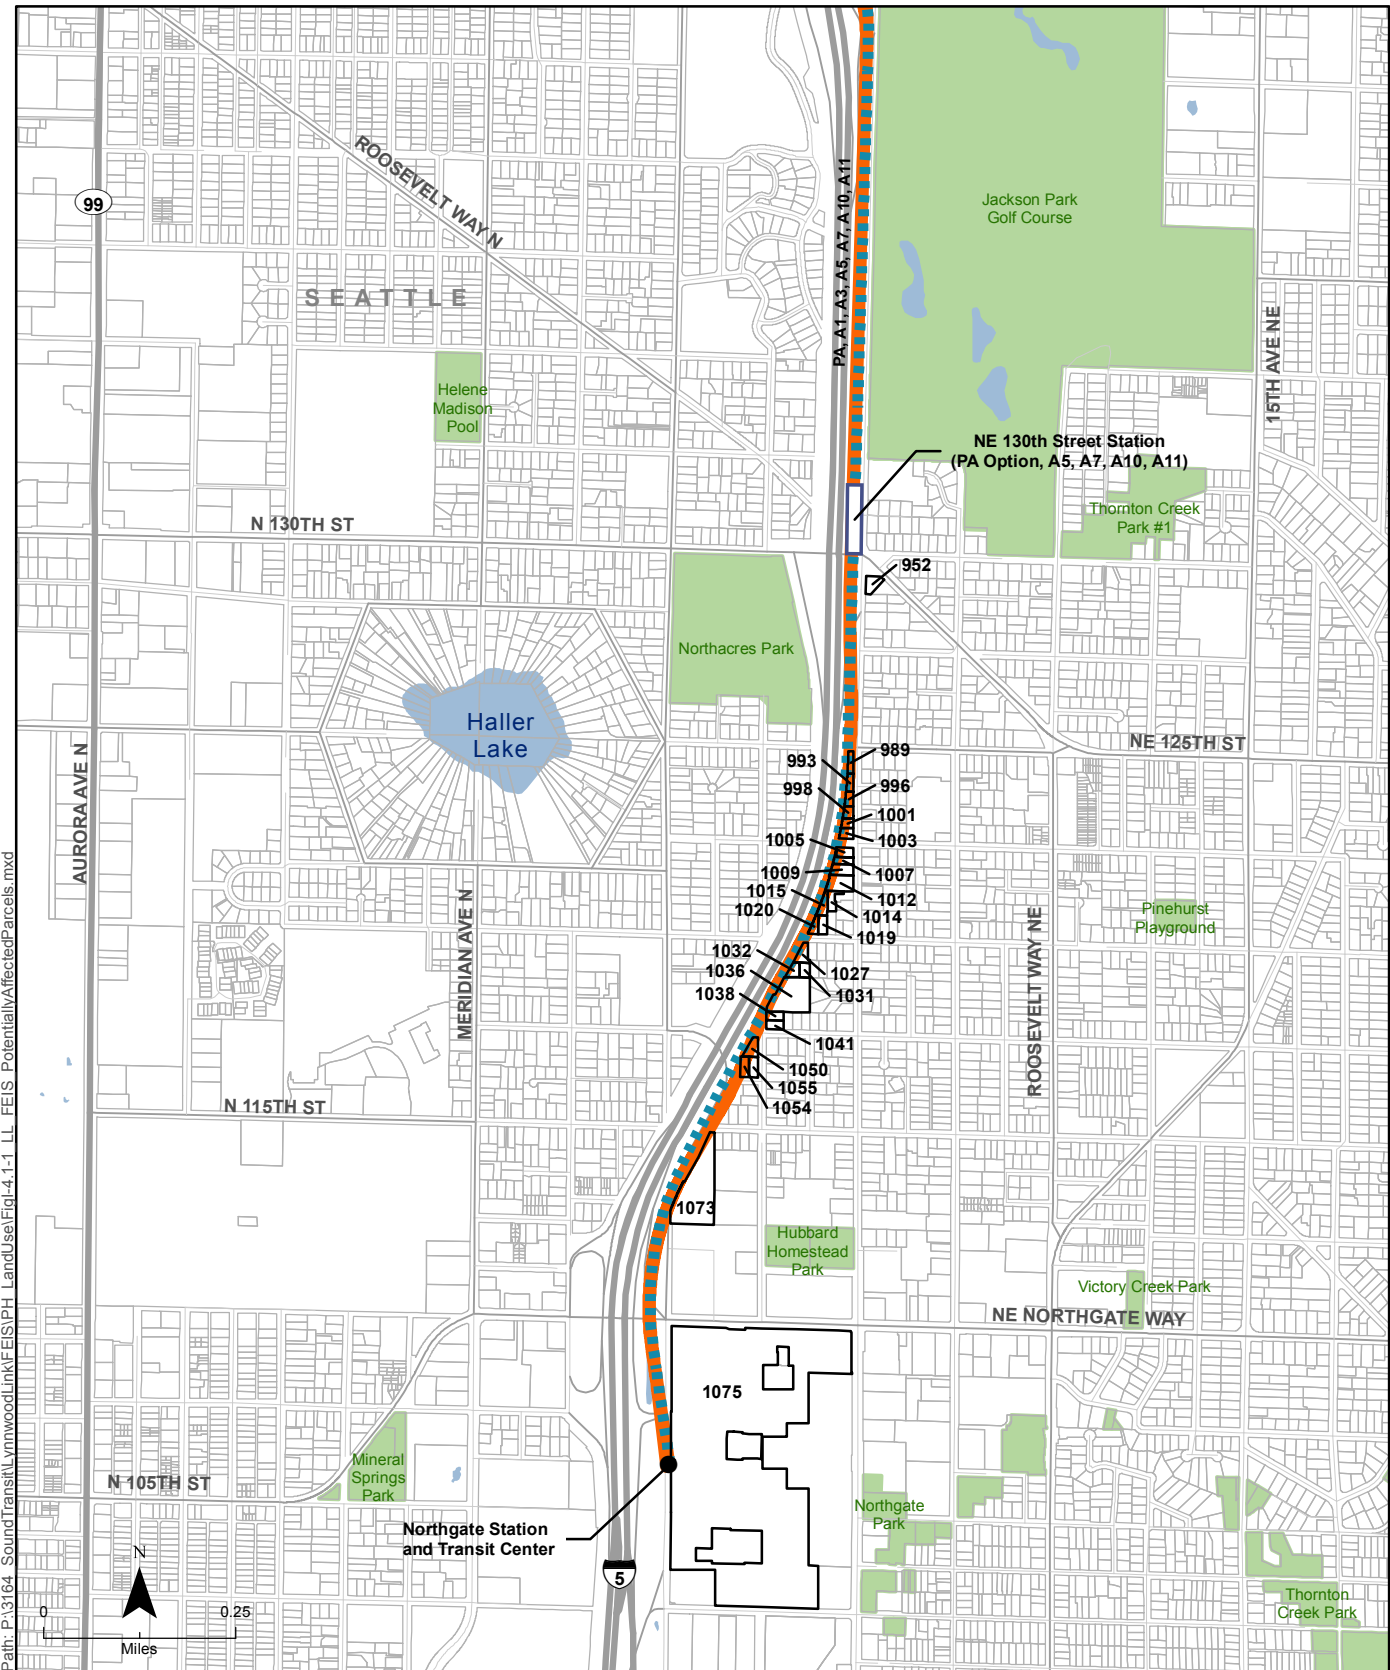 99
ROOSEVELT WAY N
PA, A1, A3, A5, A7, A10, A11
Jackson Park
Golf Course
SEATTLE
15TH AVE NE
Helene
Madison
Pool
NE 130th Street Station
(PA Option, A5, A7, A10, A11)
N 130TH ST
Thornton Creek
Park #1
952
Northacres Park
Haller
Lake
AURORA AVE N
NE 125TH ST
989
993
996
998
1001
1003
1005
1007
1009
1012
1015
1014
1020
1019
MERIDIAN AVE N
ROOSEVELT WAY NE
Pinehurst
Playground
1032
1027
1036
1031
1038
1041
1050
1055
1054
N 115TH ST
1073
Hubbard
Homestead
Park
Victory Creek Park
NE NORTHGATE WAY
1075
Mineral
Springs
Park
N 105TH ST
Northgate
Park
Northgate Station
and Transit Center
5
Thornton
Creek Park
N
0
0.25
Miles
Path: P:\3164_SoundTransit\LynnwoodLink\FEIS\PH_LandUse\FigI-4.1-1_LL_FEIS_PotentiallyAffectedParcels.mxd